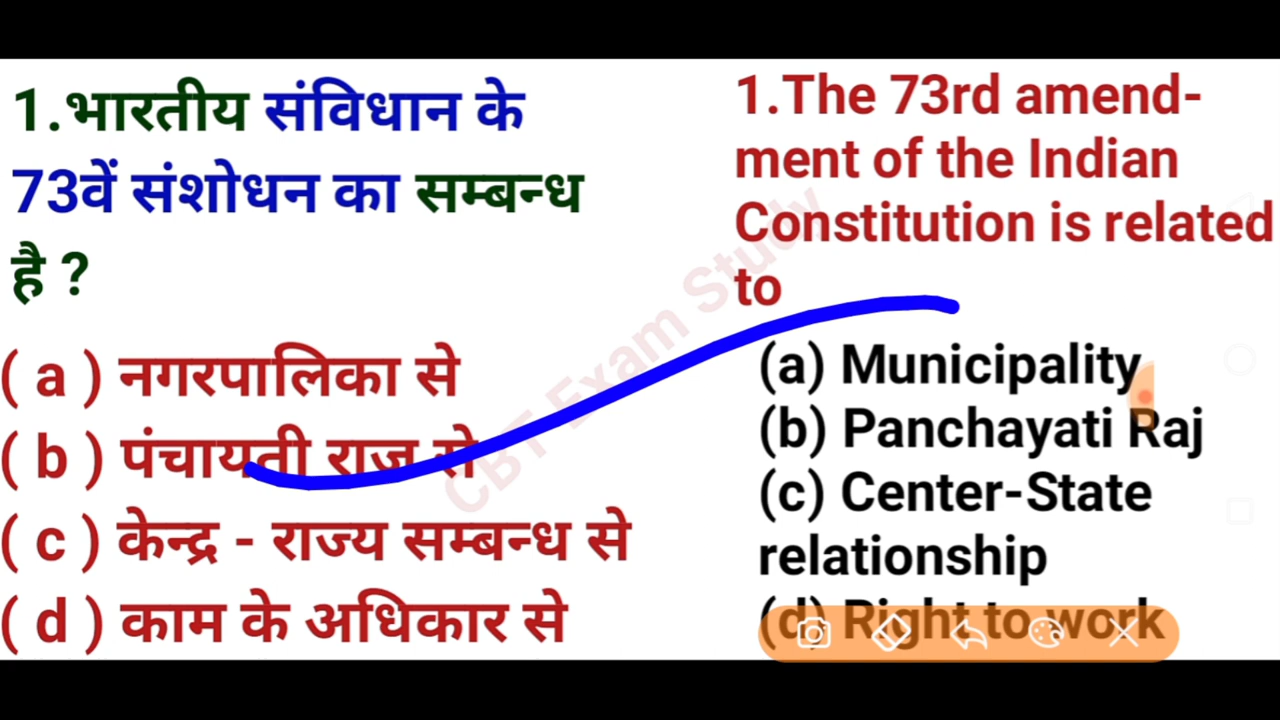 1.भारतीय संविधान के
73वें संशोधन का सम्बन्ध
है ?
( a ) नगरपालिका से
( b ) पंचायती राज से
( c ) केन्द्र - राज्य सम्बन्ध से
( d ) काम के अधिकार से
1.The 73rd amend-
ment of the Indian
Constitution is related
to
(a) Municipality
(b) Panchayati Raj
(c) Center-State
relationship
(d) Right to work
CBT Exam Study